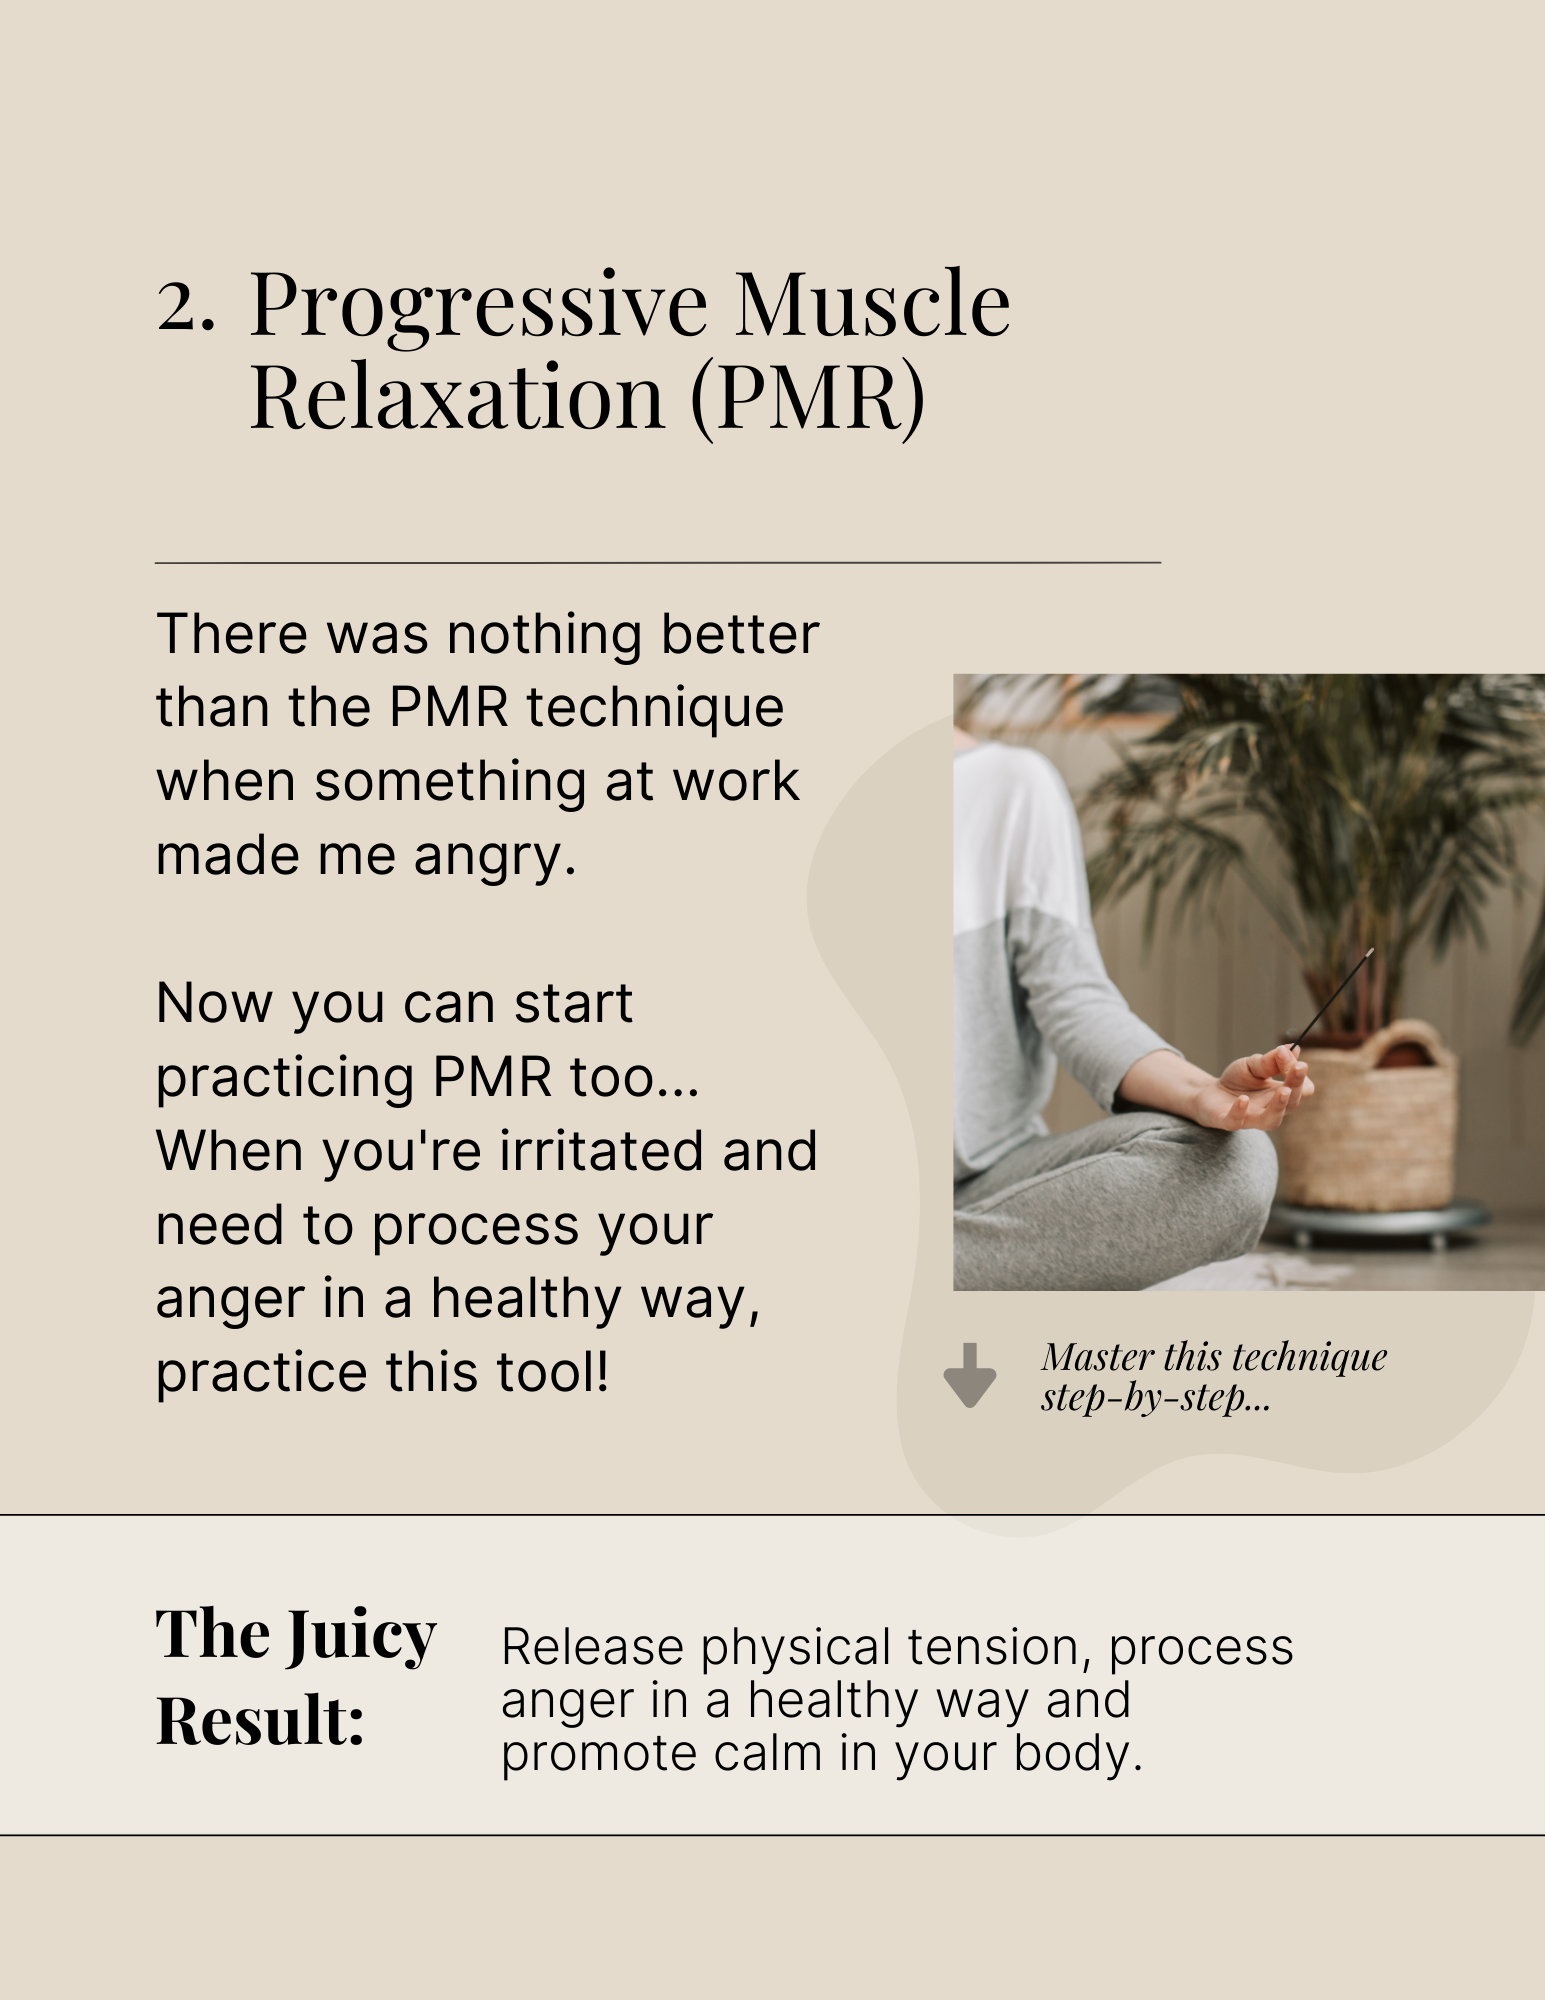 2. Progressive Muscle
Relaxation (PMR)
There was nothing better
than the PMR technique
when something at work
made me angry.
Now you can start
practicing PMR too...
When you're irritated and
need to process your
anger in a healthy way,
practice this tool!
Master this technique
step-by-step...
The Juicy
Result:
Release physical tension, process
anger in a healthy way and
promote calm in your body.